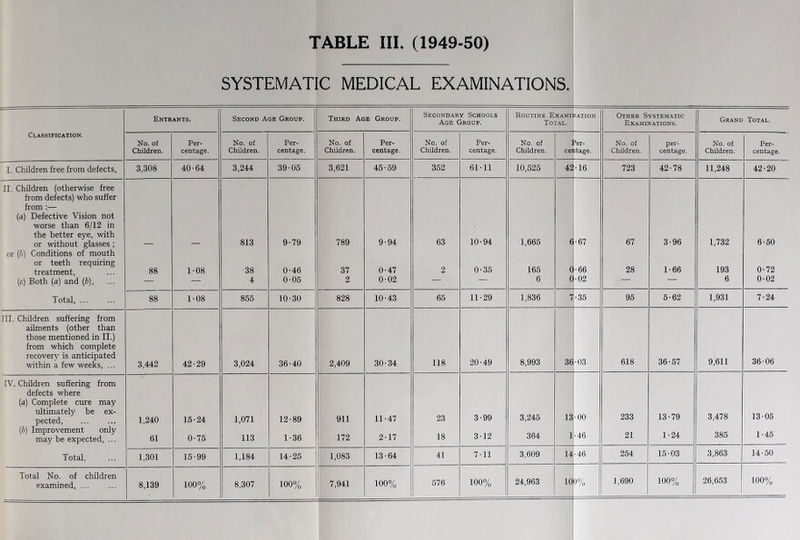 TABLE III. (1949-50)
SYSTEMATIC MEDICAL EXAMINATIONS.
Classification | Entrants. | Second Age Group. | Third Age Group. | Secondary Schools Age Group. | Routine Examination Total. | Other Systematic Examinations. | Grand Total.
No. of Children. | Per-centage. | No. of Children. | Per-centage. | No. of Children. | Per-centage. | No. of Children. | Per-centage. | No. of Children. | Per-centage. | No. of Children. | per-centage. | No. of Children. | Per-centage.
I. Children free from defects, | 3,308 | 40·64 | 3,244 | 39·05 | 3,621 | 45·59 | 352 | 61·11 | 10,525 | 42·16 | 723 | 42·78 | 11,248 | 42·20
II. Children (otherwise free
from defects) who suffer
from :—
(a) Defective Vision not
worse than 6/12 in
the better eye, with
or without glasses ; | — | — | 813 | 9·79 | 789 | 9·94 | 63 | 10·94 | 1,665 | 6·67 | 67 | 3·96 | 1,732 | 6·50
or (b) Conditions of mouth
or teeth requiring
treatment, ... | 88 | 1·08 | 38 | 0·46 | 37 | 0·47 | 2 | 0·35 | 165 | 0·66 | 28 | 1·66 | 193 | 0·72
(c) Both (a) and (b), ... | — | — | 4 | 0·05 | 2 | 0·02 | — | — | 6 | 0·02 | — | — | 6 | 0·02
Total, ... ... | 88 | 1·08 | 855 | 10·30 | 828 | 10·43 | 65 | 11·29 | 1,836 | 7·35 | 95 | 5·62 | 1,931 | 7·24
III. Children suffering from
ailments (other than
those mentioned in II.)
from which complete
recovery is anticipated
within a few weeks, ... | 3,442 | 42·29 | 3,024 | 36·40 | 2,409 | 30·34 | 118 | 20·49 | 8,993 | 36·03 | 618 | 36·57 | 9,611 | 36·06
IV. Children suffering from
defects where
(a) Complete cure may
ultimately be ex-
pected, ... ... | 1,240 | 15·24 | 1,071 | 12·89 | 911 | 11·47 | 23 | 3·99 | 3,245 | 13·00 | 233 | 13·79 | 3,478 | 13·05
(b) Improvement only
may be expected, ... | 61 | 0·75 | 113 | 1·36 | 172 | 2·17 | 18 | 3·12 | 364 | 1·46 | 21 | 1·24 | 385 | 1·45
Total, ... | 1,301 | 15·99 | 1,184 | 14·25 | 1,083 | 13·64 | 41 | 7·11 | 3,609 | 14·46 | 254 | 15·03 | 3,863 | 14·50
Total No. of children
examined, ... ... | 8,139 | 100% | 8,307 | 100% | 7,941 | 100% | 576 | 100% | 24,963 | 100% | 1,690 | 100% | 26,653 | 100%